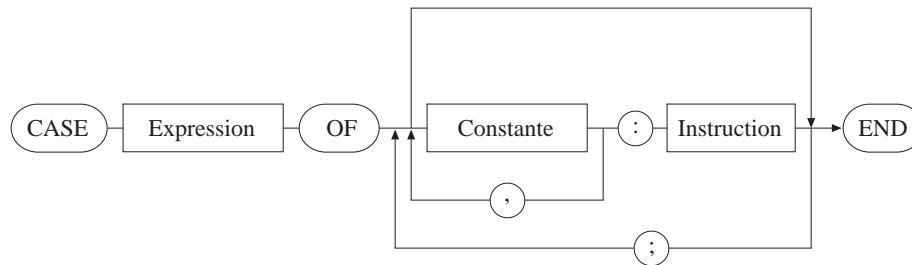 CASE Expression OF Constante : Instruction END
,
;